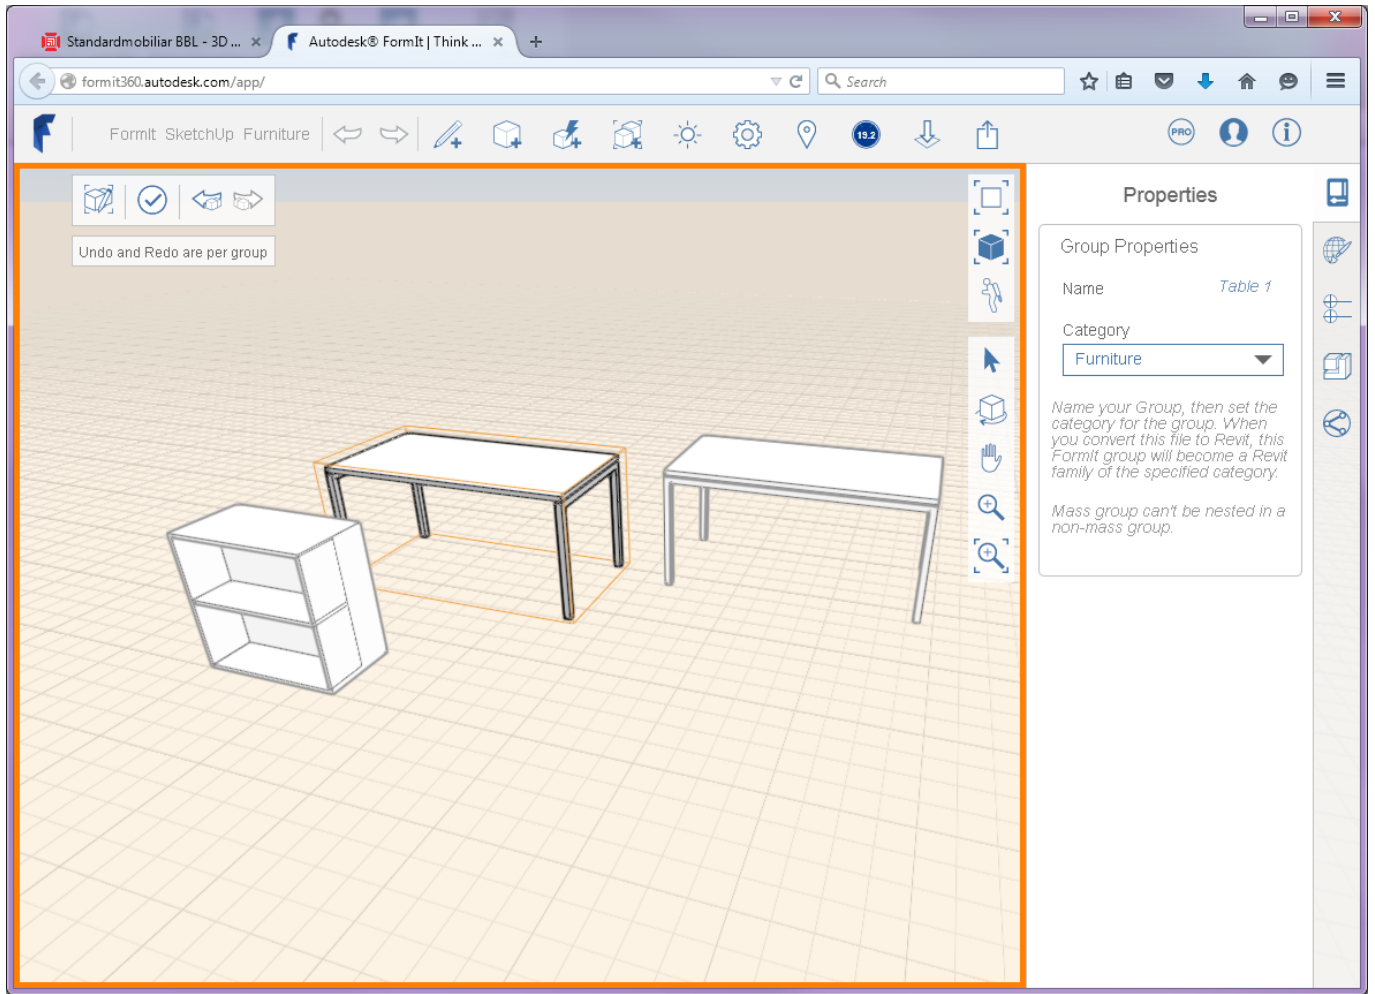 Standardmobiliar BBL - 3D ...
Autodesk® FormIt | Think ...
formit360.autodesk.com/app/
Search
FormIt SketchUp Furniture
19.2
PRO
Undo and Redo are per group
Properties
Group Properties
Name Table 1
Category
Furniture
Name your Group, then set the
category for the group. When
you convert this file to Revit, this
FormIt group will become a Revit
family of the specified category.
Mass group can't be nested in a
non-mass group.